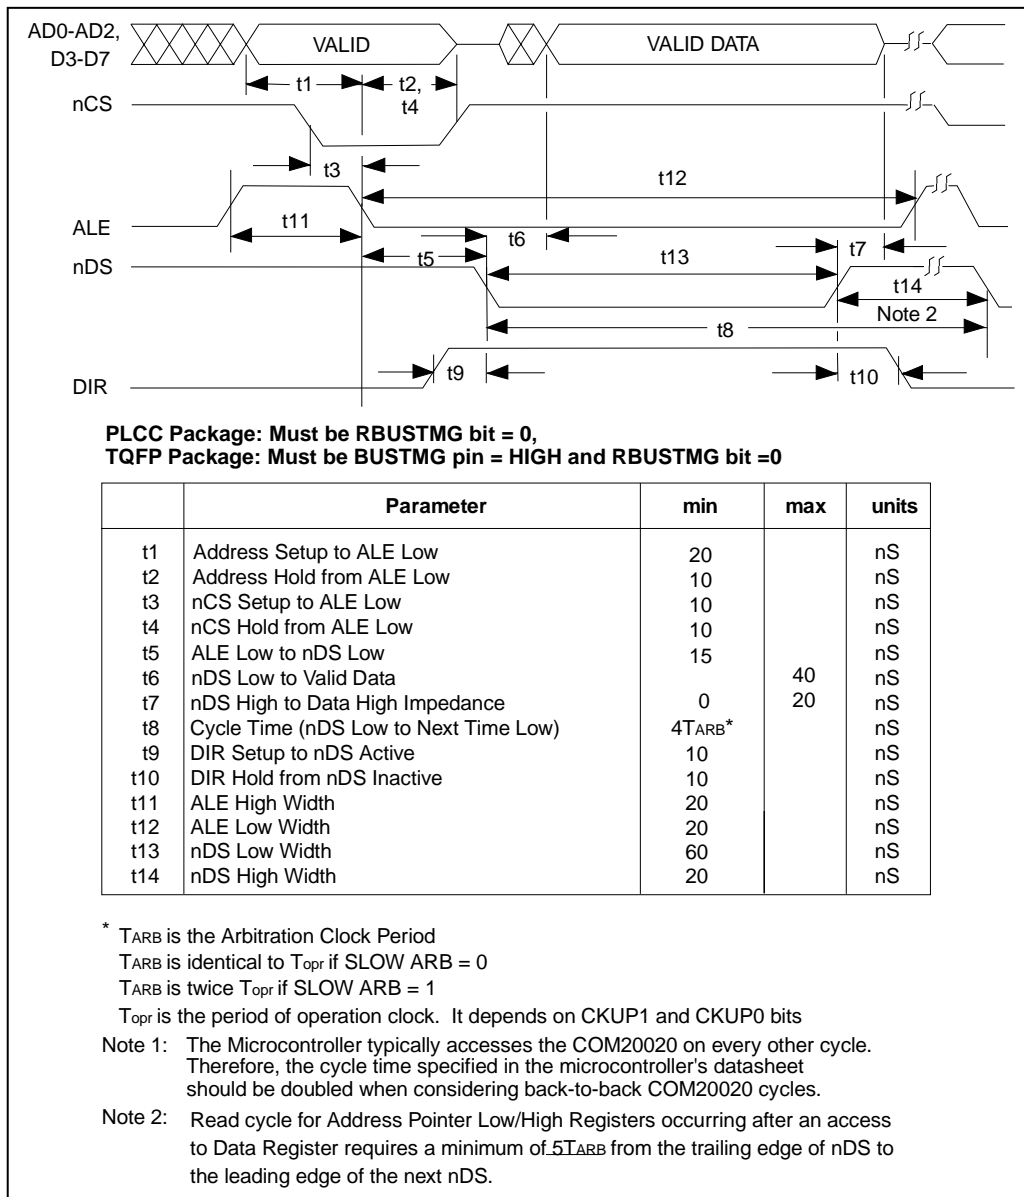 AD0-AD2,
D3-D7
VALID
VALID DATA
t1
t2,
t4
nCS
t3
t12
ALE
t11
t6
t7
t5
t13
nDS
t14
Note 2
t8
t9
t10
DIR
PLCC Package: Must be RBUSTMG bit = 0,
TQFP Package: Must be BUSTMG pin = HIGH and RBUSTMG bit =0
Parameter min max units
t1 Address Setup to ALE Low 20 nS
t2 Address Hold from ALE Low 10 nS
t3 nCS Setup to ALE Low 10 nS
t4 nCS Hold from ALE Low 10 nS
t5 ALE Low to nDS Low 15 nS
t6 nDS Low to Valid Data 40 nS
t7 nDS High to Data High Impedance 0 20 nS
t8 Cycle Time (nDS Low to Next Time Low) 4TARB* nS
t9 DIR Setup to nDS Active 10 nS
t10 DIR Hold from nDS Inactive 10 nS
t11 ALE High Width 20 nS
t12 ALE Low Width 20 nS
t13 nDS Low Width 60 nS
t14 nDS High Width 20 nS
* TARB is the Arbitration Clock Period
TARB is identical to Topr if SLOW ARB = 0
TARB is twice Topr if SLOW ARB = 1
Topr is the period of operation clock. It depends on CKUP1 and CKUP0 bits
Note 1: The Microcontroller typically accesses the COM20020 on every other cycle.
Therefore, the cycle time specified in the microcontroller's datasheet
should be doubled when considering back-to-back COM20020 cycles.
Note 2: Read cycle for Address Pointer Low/High Registers occurring after an access
to Data Register requires a minimum of 5TARB from the trailing edge of nDS to
the leading edge of the next nDS.